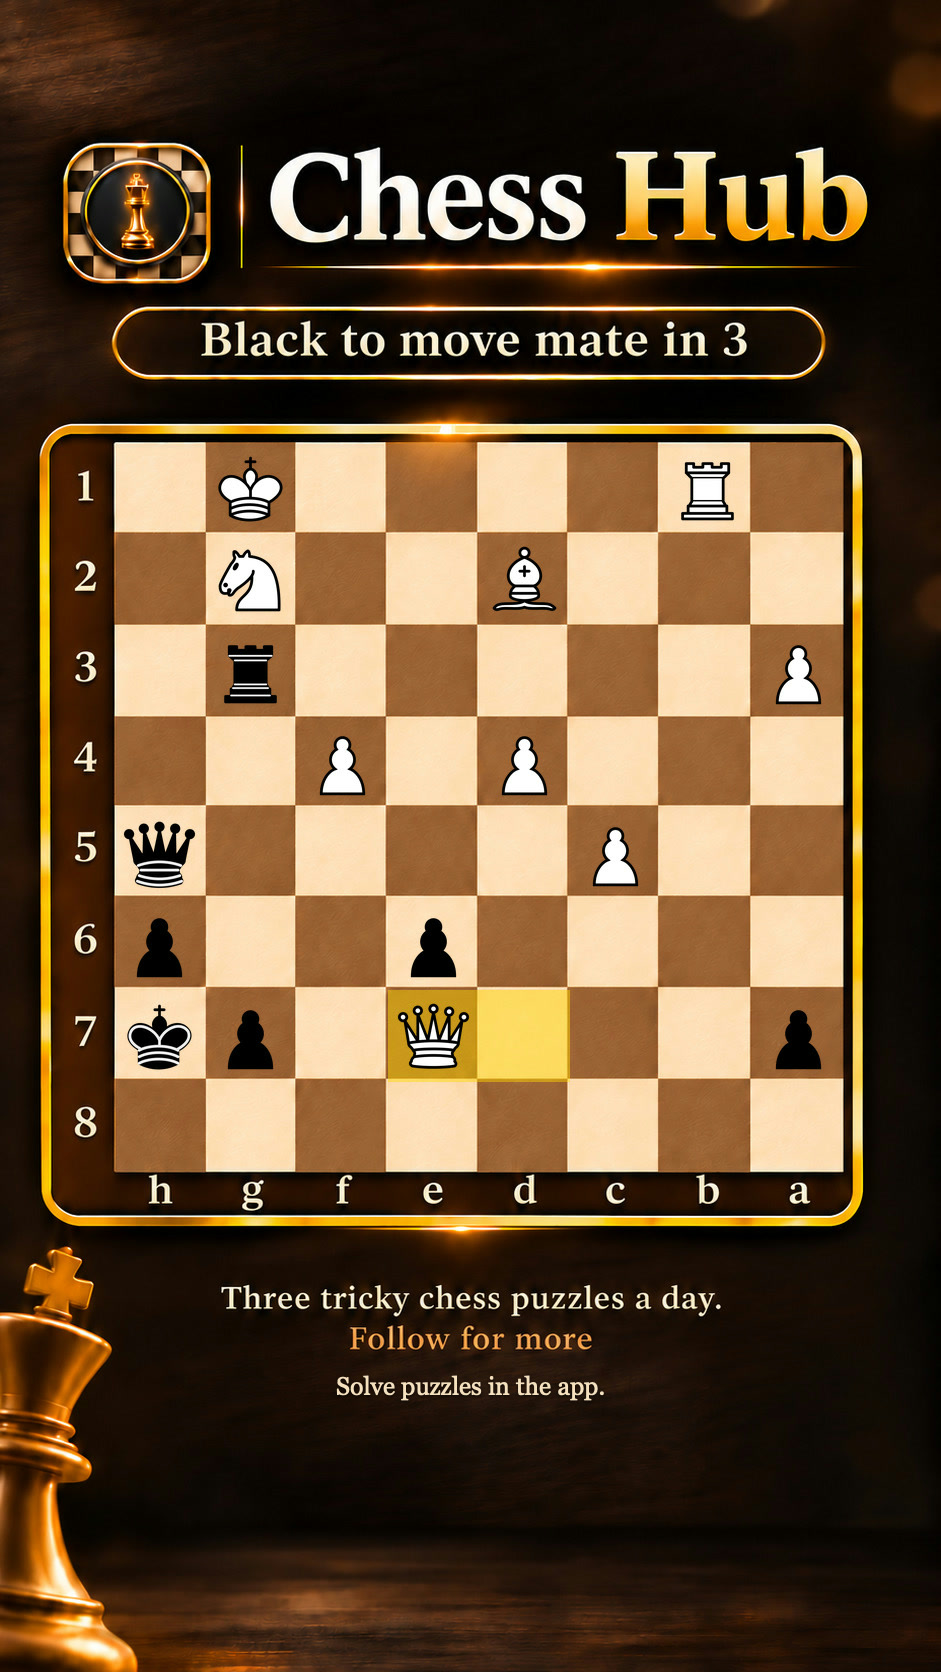 Chess Hub
Black to move mate in 3
1
2
3
4
5
6
7
8
h g f e d c b a
Three tricky chess puzzles a day.
Follow for more
Solve puzzles in the app.